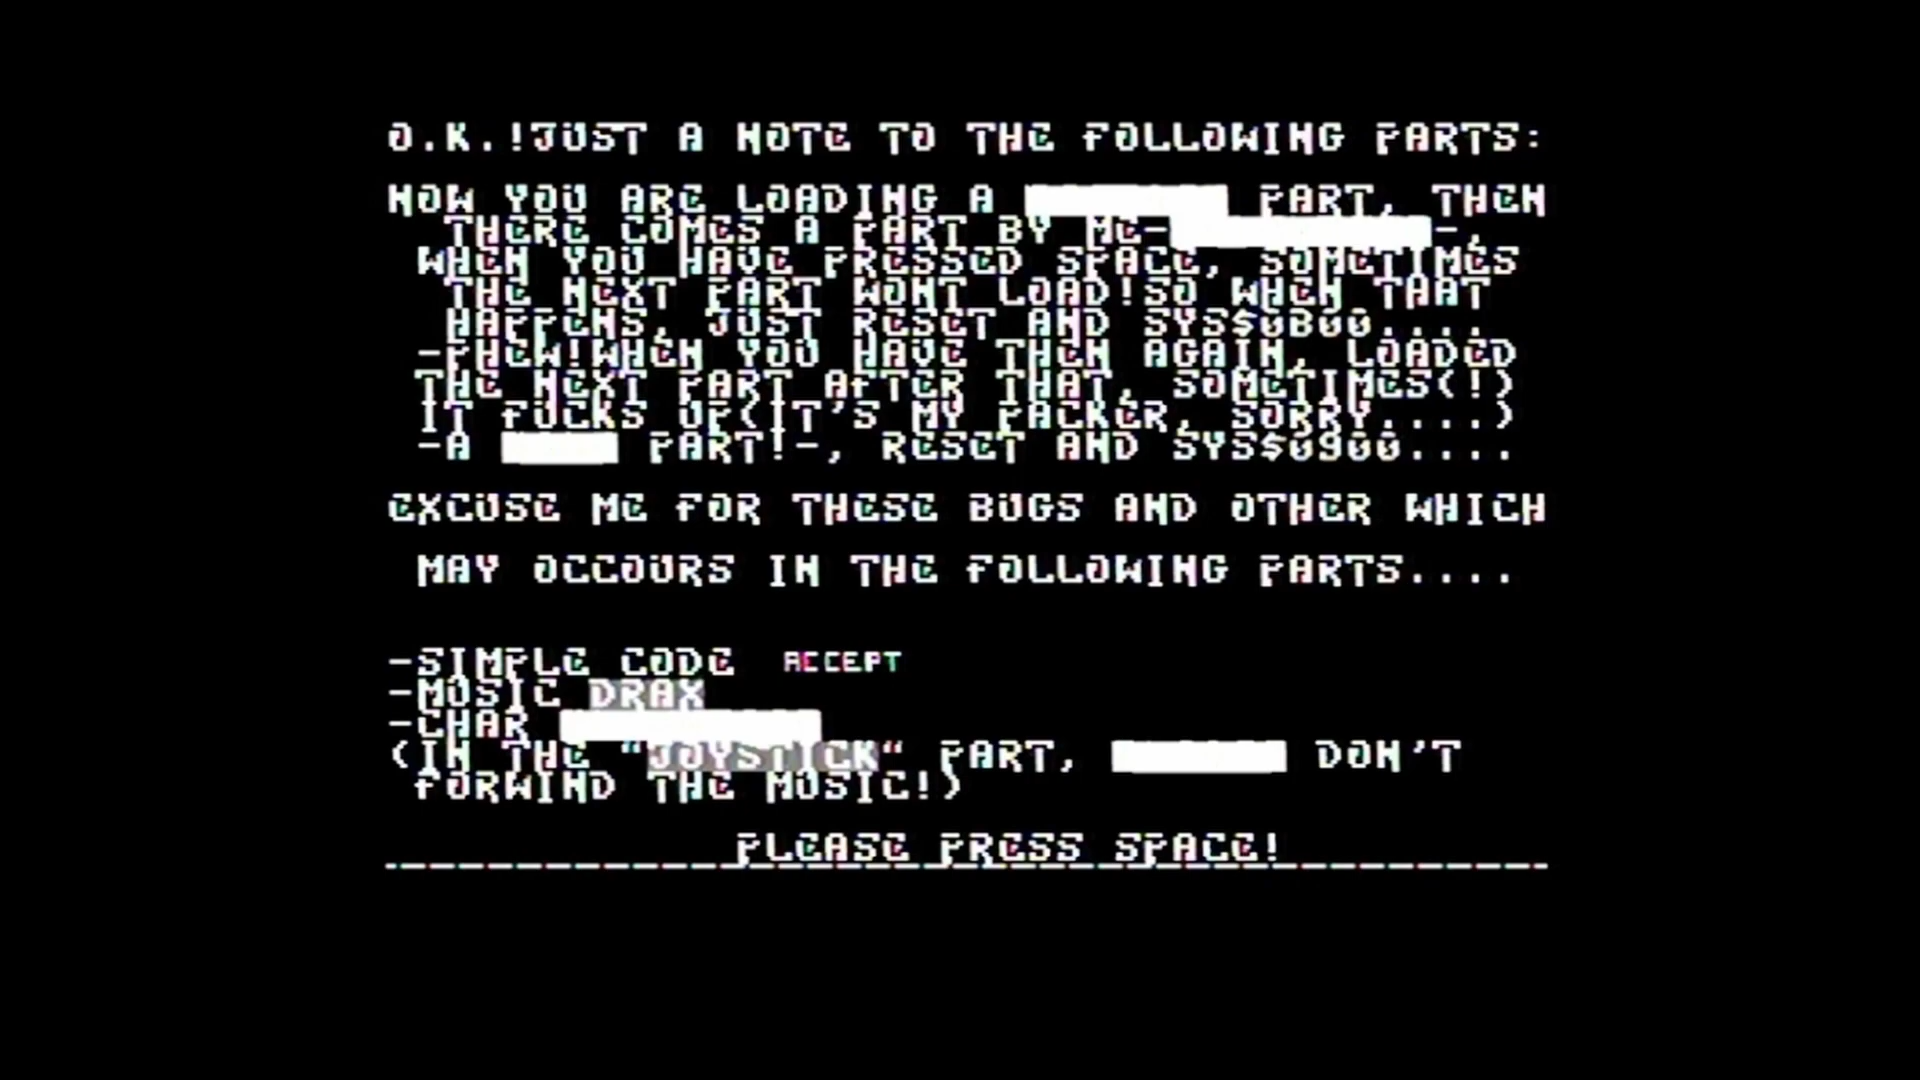 O.K.!JUST A NOTE TO THE FOLLOWING PARTS:
NOW YOU ARE LOADING A PART, THEN
THERE COMES A PART BY ME- -,
WHEN YOU HAVE PRESSED SPACE, SOMETIMES
THE NEXT PART WONT LOAD!SO WHEN THAT
HAPPENS, JUST RESET AND SYS$0B00....
-PHEW!WHEN YOU HAVE THEN AGAIN, LOADED
THE NEXT PART AFTER THAT, SOMETIMES(!)
IT FUCKS UP(IT'S MY PACKER, SORRY....)
-A PART!-, RESET AND SYS$0900....
EXCUSE ME FOR THESE BUGS AND OTHER WHICH
MAY OCCOURS IN THE FOLLOWING PARTS....
-SIMPLE CODE ACCEPT
-MUSIC DRAX
-CHAR
(IN THE "JOYSTICK" PART, DON'T
FORWIND THE MUSIC!)
PLEASE PRESS SPACE!